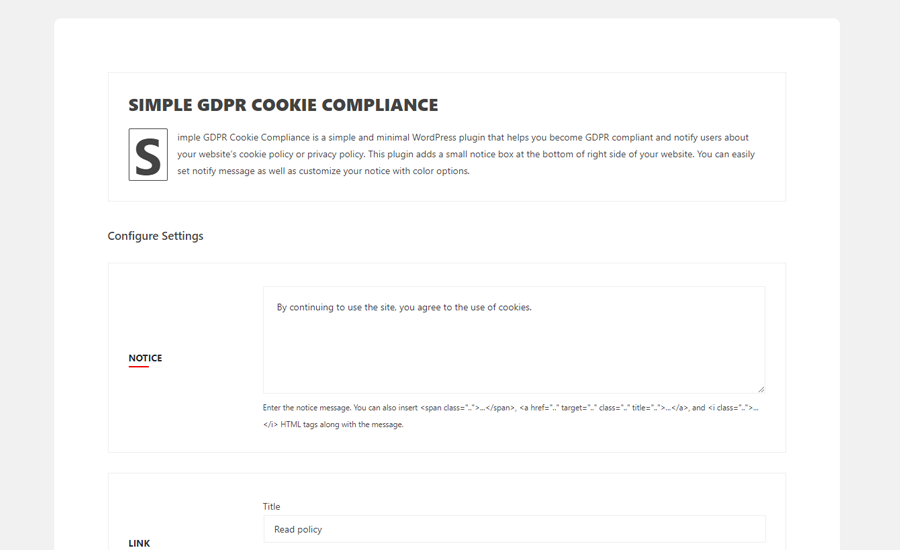 SIMPLE GDPR COOKIE COMPLIANCE
Simple GDPR Cookie Compliance is a simple and minimal WordPress plugin that helps you become GDPR compliant and notify users about
your website's cookie policy or privacy policy. This plugin adds a small notice box at the bottom of right side of your website. You can easily
set notify message as well as customize your notice with color options.
Configure Settings
NOTICE
By continuing to use the site, you agree to the use of cookies.
Enter the notice message. You can also insert <span class="..">...</span>, <a href=".." target=".." class=".." title="..">...</a>, and <i class="..">...
</i> HTML tags along with the message.
LINK
Title
Read policy